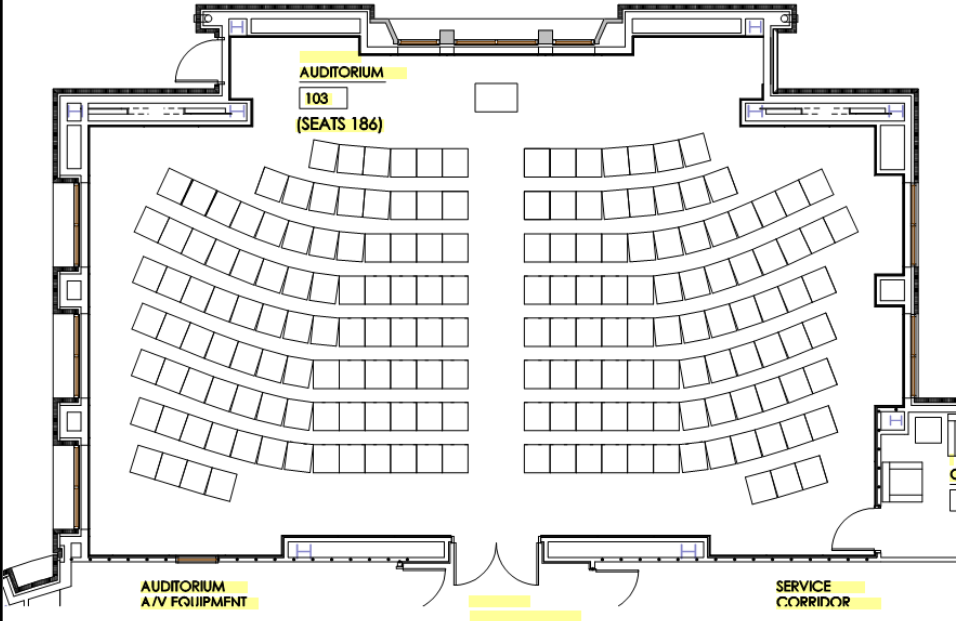 AUDITORIUM
103
(SEATS 186)
AUDITORIUM
A/V EQUIPMENT
SERVICE
CORRIDOR